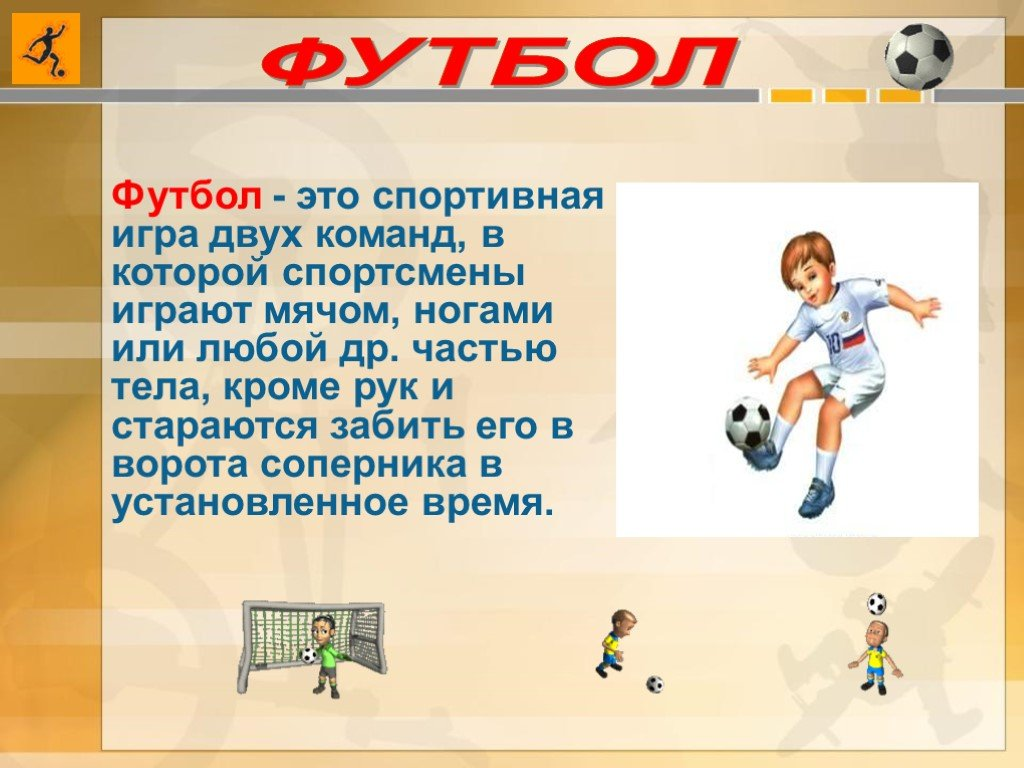 ФУТБОЛ
Футбол - это спортивная
игра двух команд, в
которой спортсмены
играют мячом, ногами
или любой др. частью
тела, кроме рук и
стараются забить его в
ворота соперника в
установленное время.
10